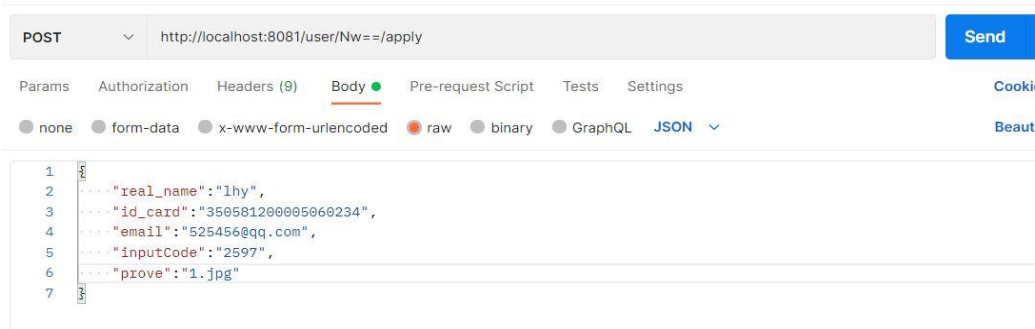 POST http://localhost:8081/user/Nw==/apply Send
Params Authorization Headers (9) Body Pre-request Script Tests Settings Cooki
none form-data x-www-form-urlencoded raw binary GraphQL JSON Beaut
1 {
2 "real_name":"lhy",
3 "id_card":"350581200005060234",
4 "email":"525456@qq.com",
5 "inputCode":"2597",
6 "prove":"1.jpg"
7 }